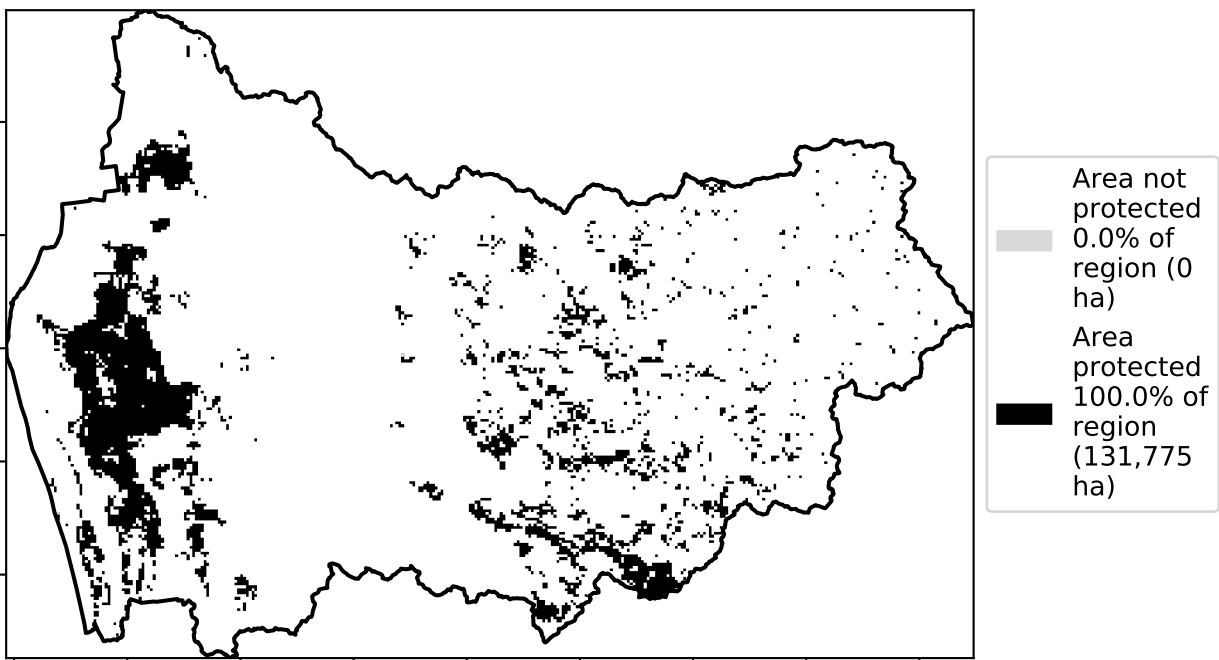 Area not
protected
0.0% of
region (0
ha)
Area
protected
100.0% of
region
(131,775
ha)